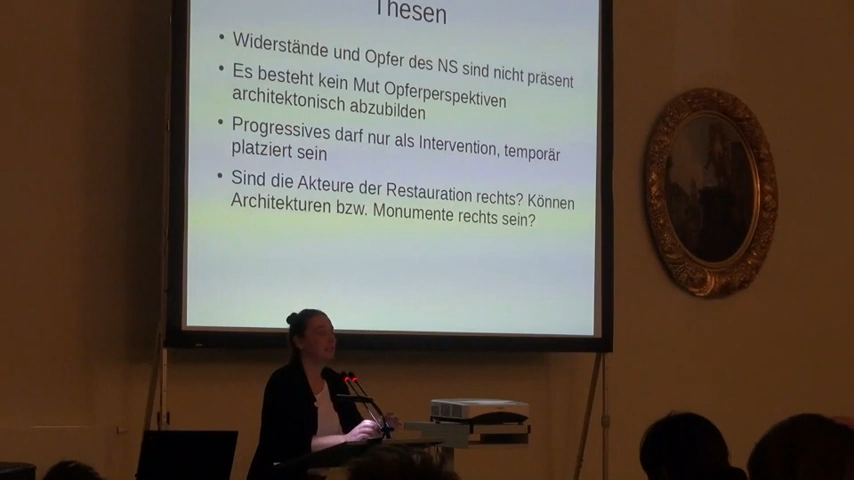 Thesen
• Widerstände und Opfer des NS sind nicht präsent
• Es besteht kein Mut Opferperspektiven
architektonisch abzubilden
• Progressives darf nur als Intervention, temporär
platziert sein
• Sind die Akteure der Restauration rechts? Können
Architekturen bzw. Monumente rechts sein?